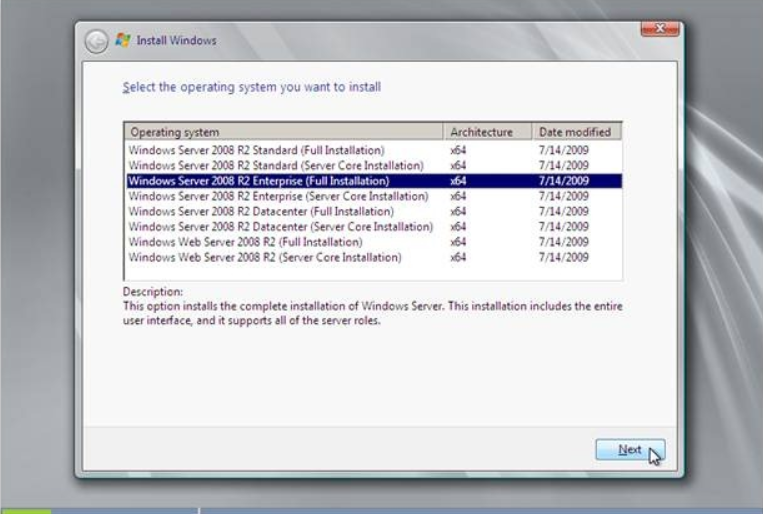 Install Windows
Select the operating system you want to install
Operating system Architecture Date modified
Windows Server 2008 R2 Standard (Full Installation) x64 7/14/2009
Windows Server 2008 R2 Standard (Server Core Installation) x64 7/14/2009
Windows Server 2008 R2 Enterprise (Full Installation) x64 7/14/2009
Windows Server 2008 R2 Enterprise (Server Core Installation) x64 7/14/2009
Windows Server 2008 R2 Datacenter (Full Installation) x64 7/14/2009
Windows Server 2008 R2 Datacenter (Server Core Installation) x64 7/14/2009
Windows Web Server 2008 R2 (Full Installation) x64 7/14/2009
Windows Web Server 2008 R2 (Server Core Installation) x64 7/14/2009
Description:
This option installs the complete installation of Windows Server. This installation includes the entire
user interface, and it supports all of the server roles.
Next